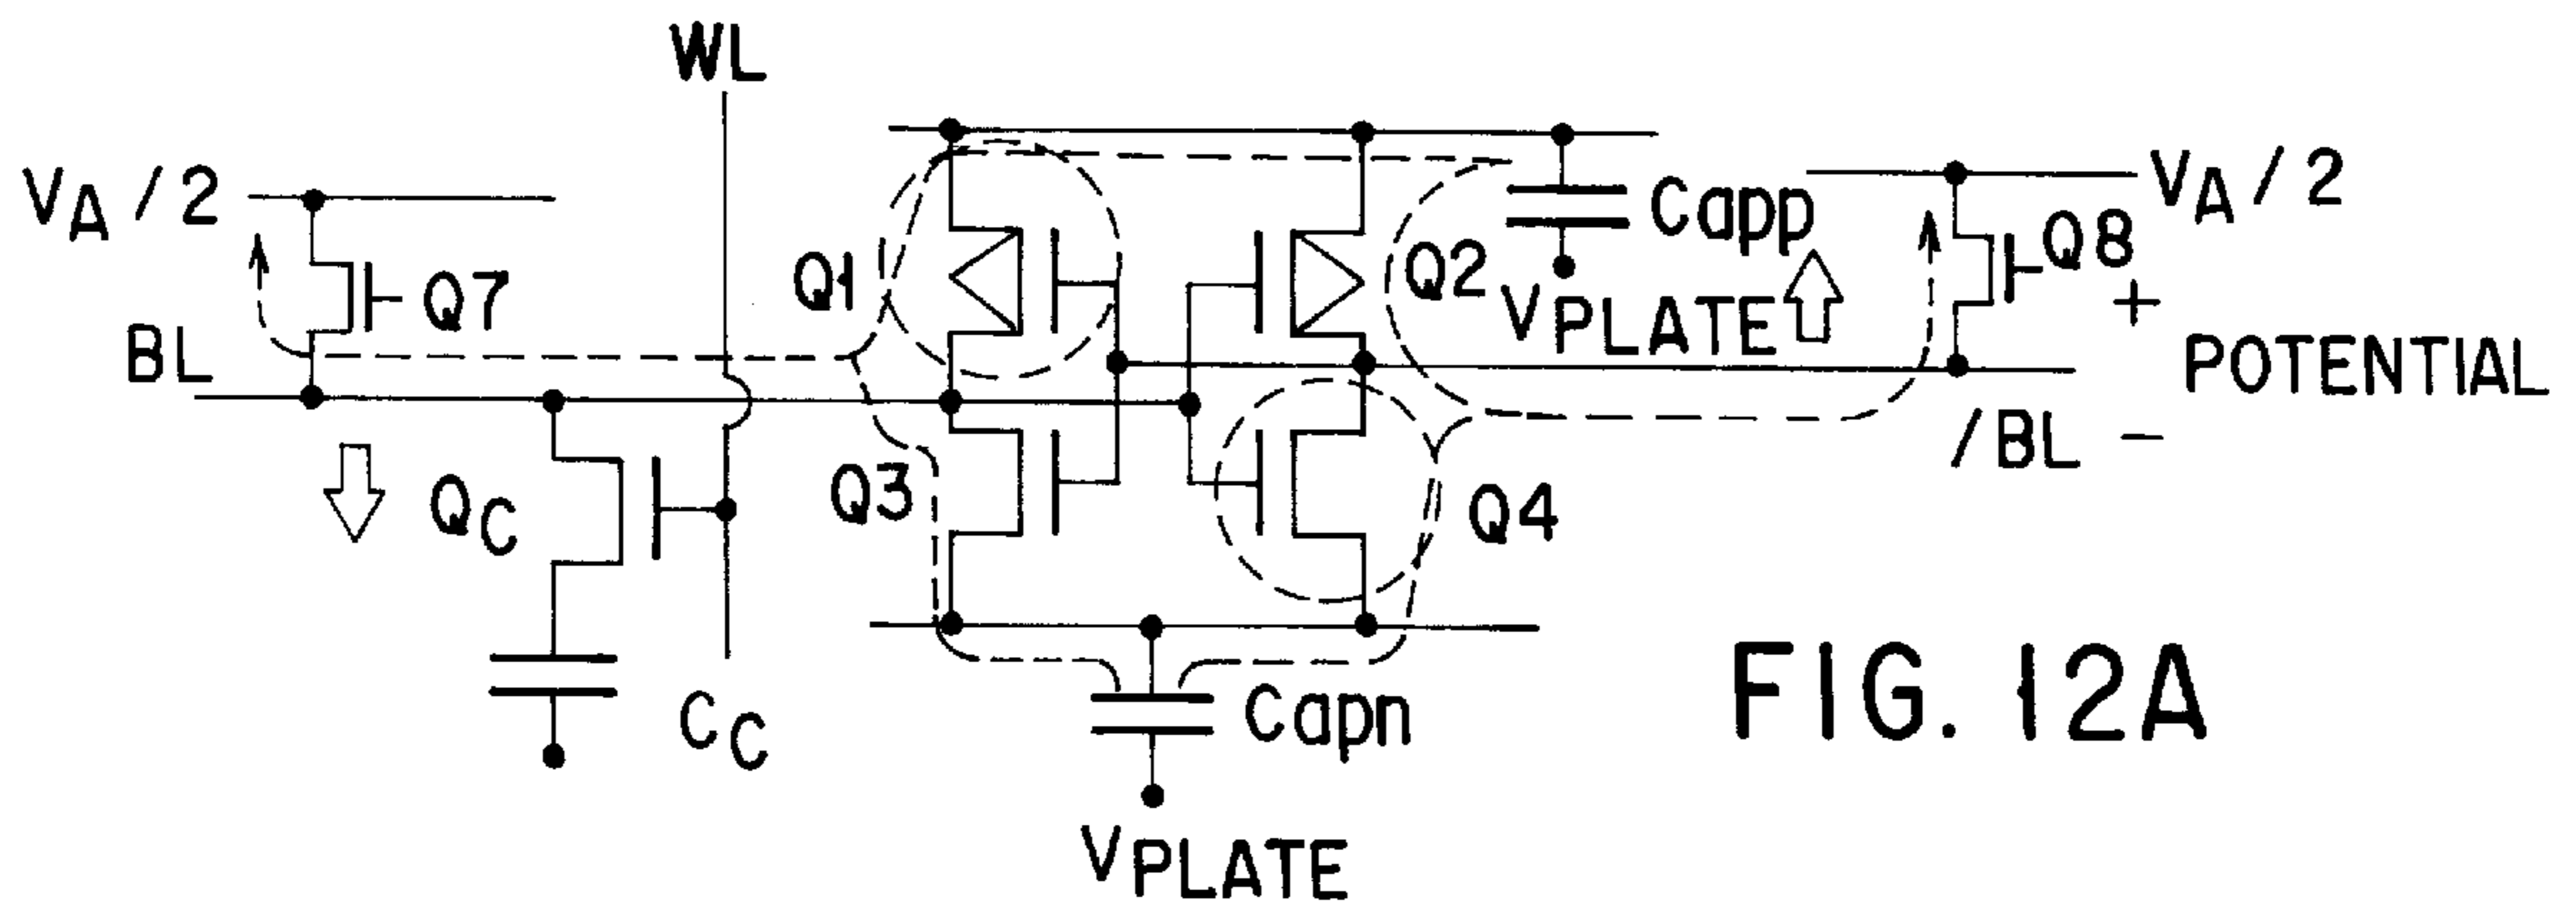 WL
VA/2
Q7
BL
QC
CC
Q1
Q2
Q3
Q4
Capp
VPLATE
Capn
VPLATE
VA/2
Q8
+
POTENTIAL
/BL -
FIG. 12A